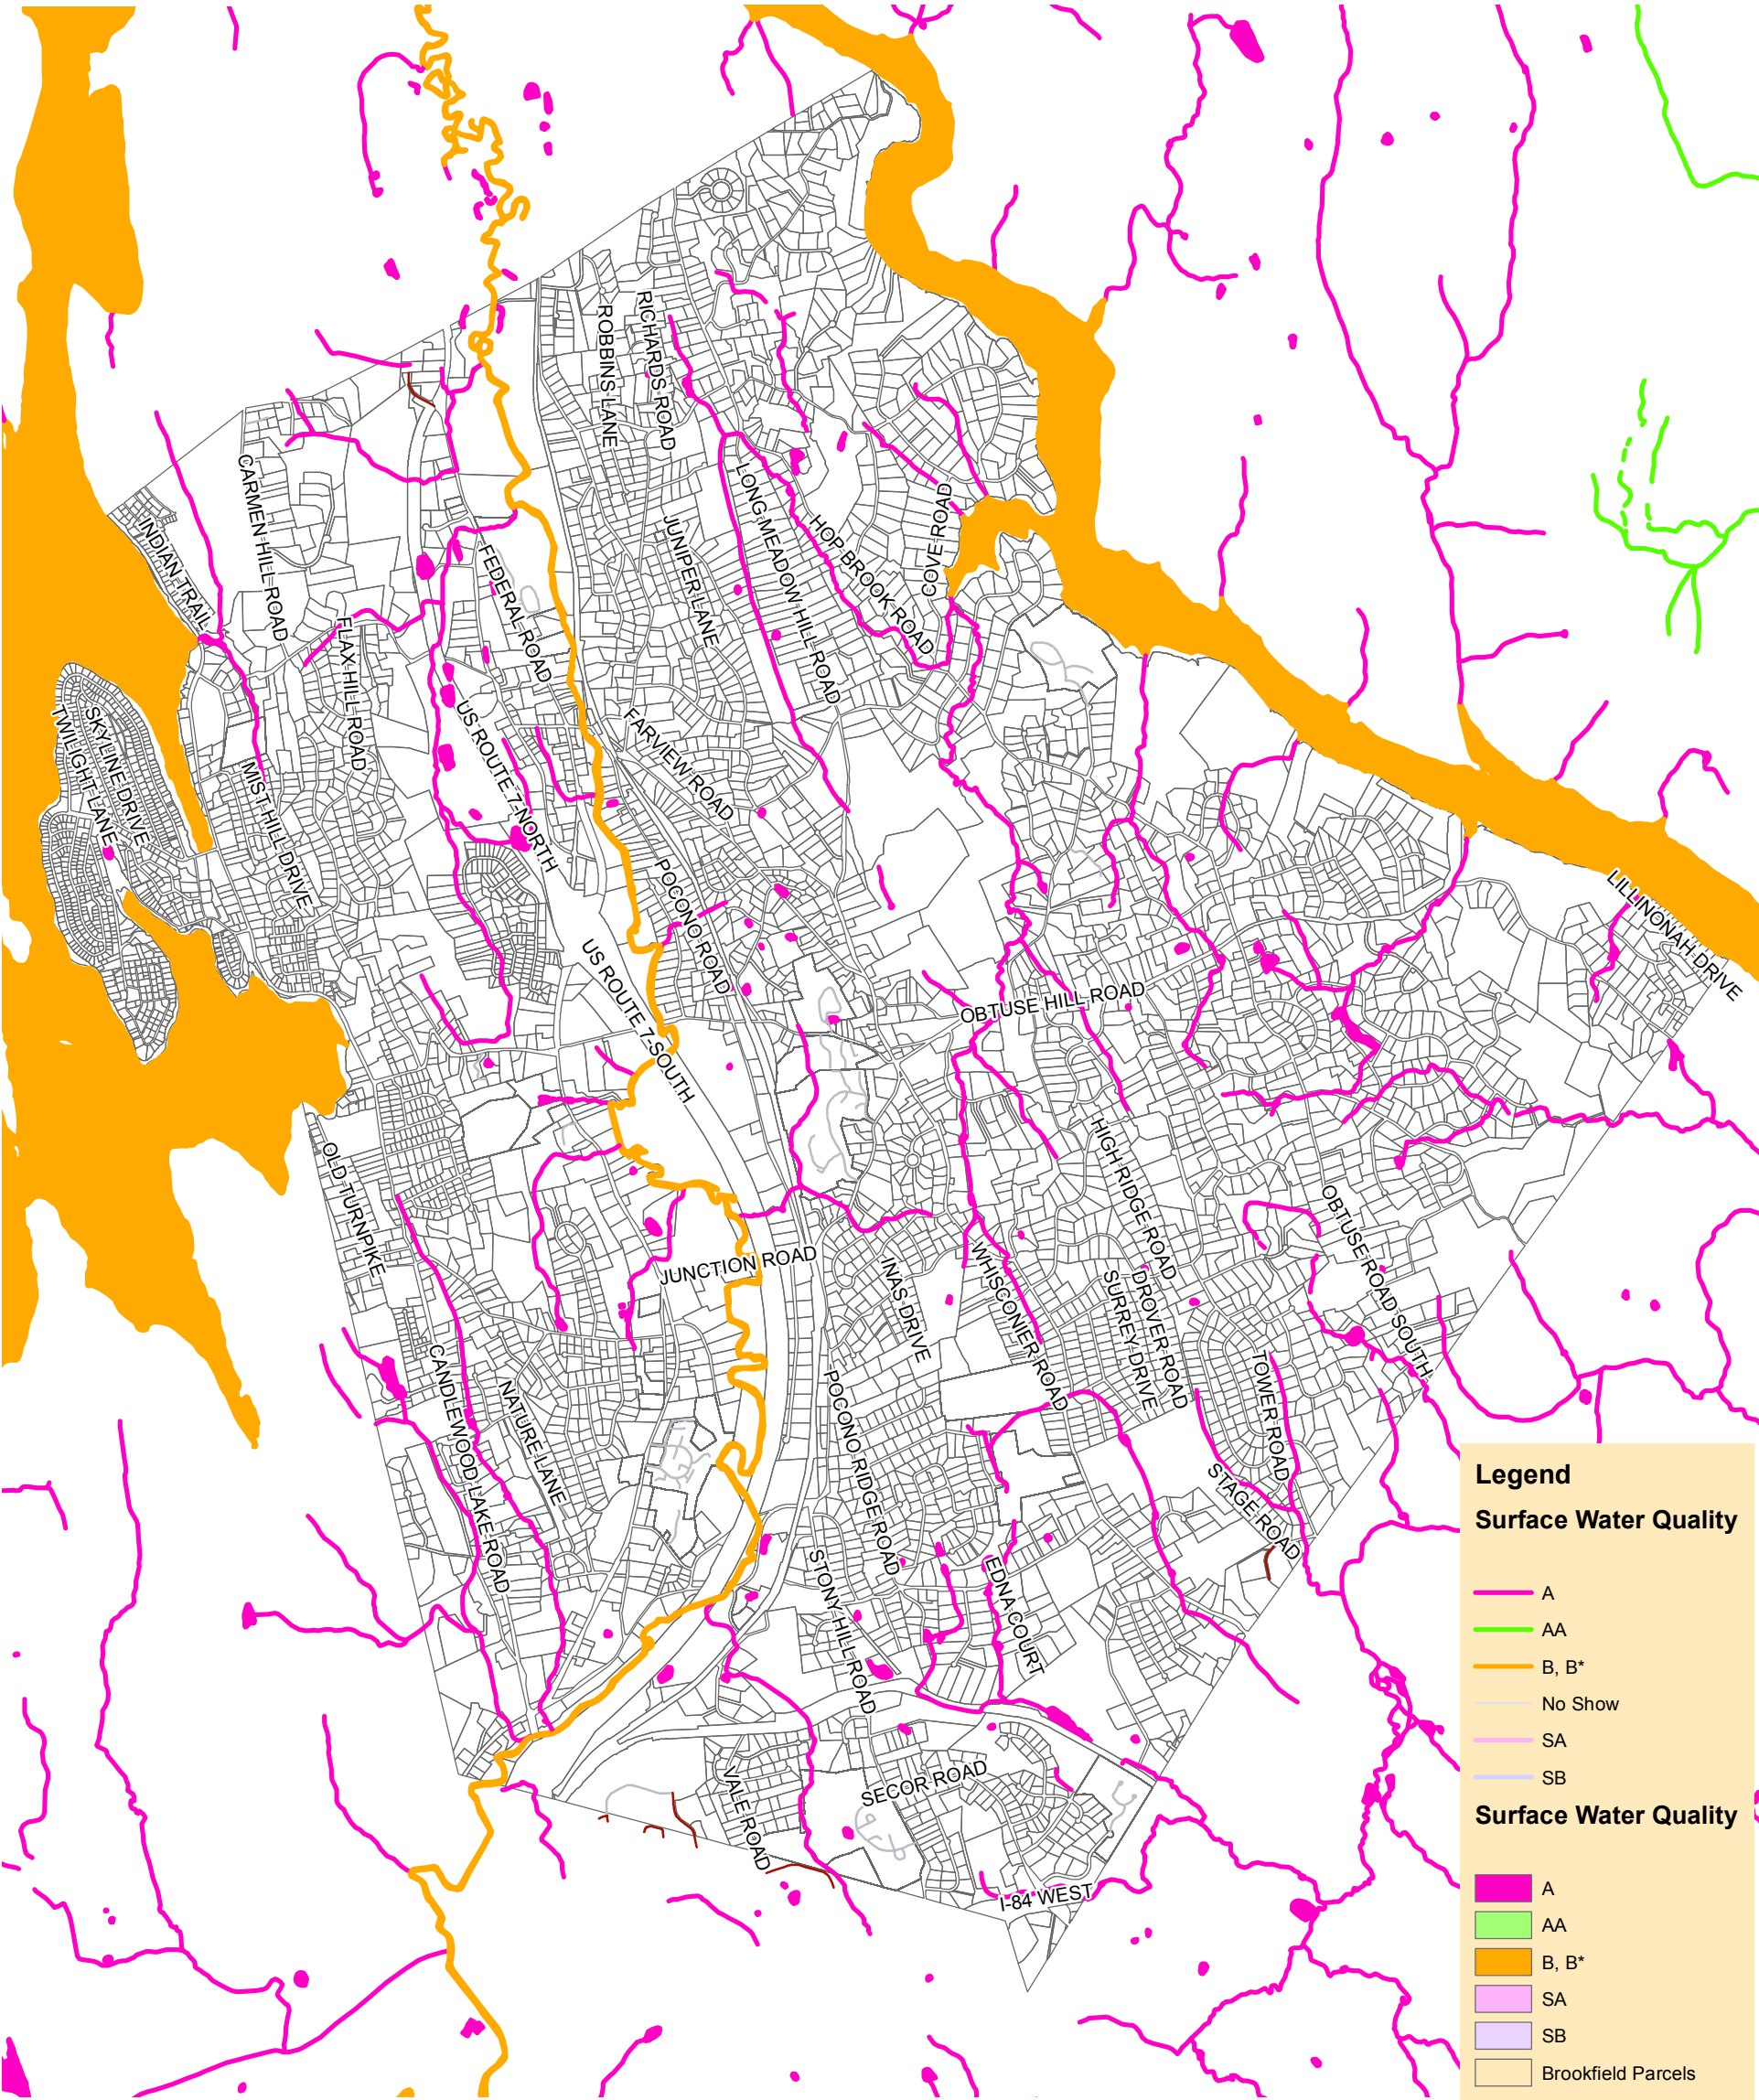 ROBBINS LANE
RICHARDS ROAD
CARMEN HILL ROAD
INDIAN TRAIL
LONG MEADOW HILL ROAD
HOP BROOK ROAD
COVE ROAD
JUNIPER LANE
FEDERAL ROAD
FLAX HILL ROAD
TWILIGHT LANE
SKYLINE DRIVE
MIST HILL DRIVE
US ROUTE 7 NORTH
FARVIEW ROAD
POCONO ROAD
US ROUTE 7 SOUTH
OBTUSE HILL ROAD
LILLINONAH DRIVE
OLD TURNPIKE
HIGH RIDGE ROAD
OBTUSE ROAD SOUTH
JUNCTION ROAD
INAS DRIVE
WHISCONIER ROAD
SURREY DRIVE
DROVER ROAD
CANDLEWOOD LAKE ROAD
NATURE LANE
POCONO RIDGE ROAD
TOWER ROAD
STAGE ROAD
STONY HILL ROAD
EDNA COURT
VALE ROAD
SECOR ROAD
I-84 WEST
Legend
Surface Water Quality
A
AA
B, B*
No Show
SA
SB
Surface Water Quality
A
AA
B, B*
SA
SB
Brookfield Parcels